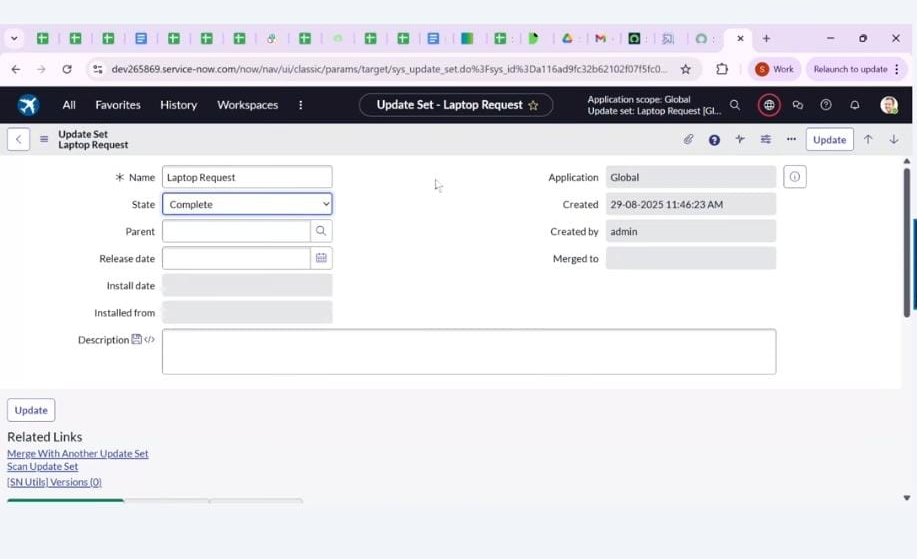 dev265869.service-now.com/now/nav/ui/classic/params/target/sys_update_set.do%3Fsys_id%3Da116ad9fc32b62102f07f5fc0...
S Work
Relaunch to update
All Favorites History Workspaces
Update Set - Laptop Request
Application scope: Global
Update set: Laptop Request [Gl...
Update Set
Laptop Request
Update
* Name Laptop Request
Application Global
State Complete
Created 29-08-2025 11:46:23 AM
Parent
Created by admin
Release date
Merged to
Install date
Installed from
Description
Update
Related Links
Merge With Another Update Set
Scan Update Set
[SN Utils] Versions (0)